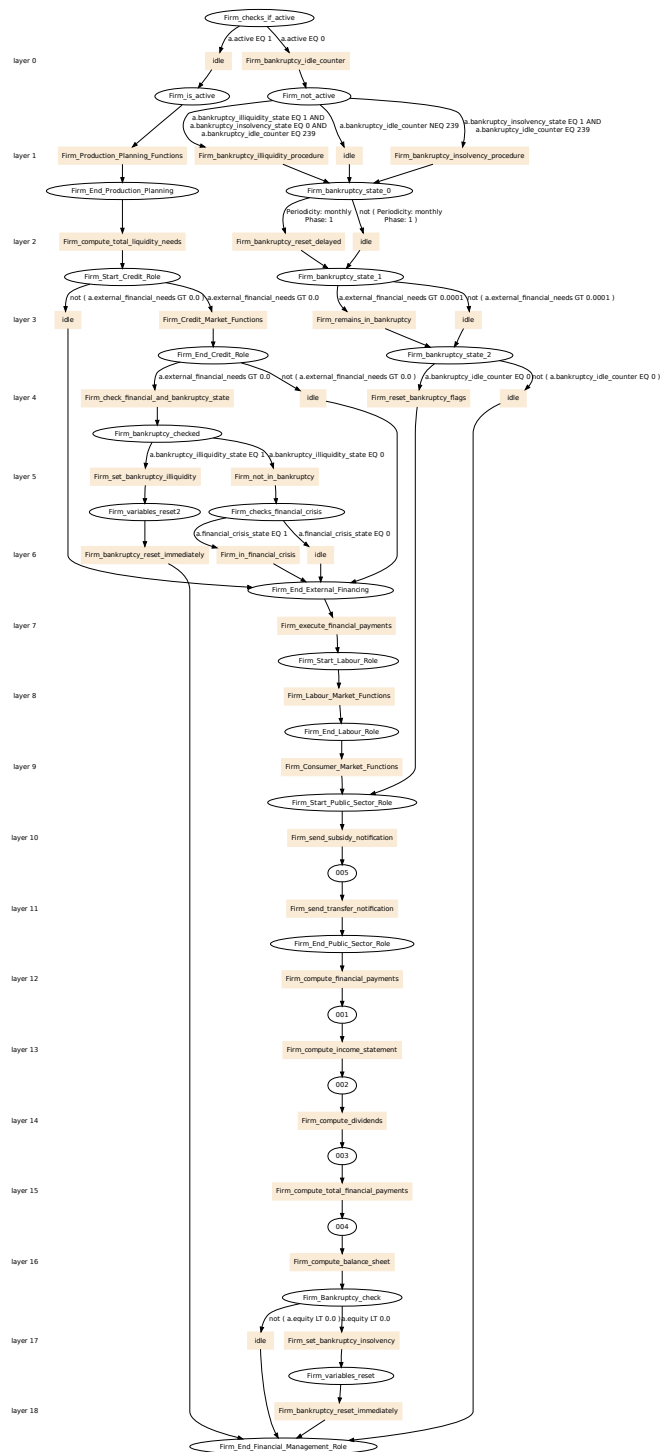 Firm_checks_if_active
a.active EQ 1
a.active EQ 0
layer 0
idle
Firm_bankruptcy_idle_counter
Firm_is_active
Firm_not_active
a.bankruptcy_illiquidity_state EQ 1 AND
a.bankruptcy_insolvency_state EQ 0 AND
a.bankruptcy_idle_counter EQ 239
a.bankruptcy_idle_counter NEQ 239
a.bankruptcy_insolvency_state EQ 1 AND
a.bankruptcy_idle_counter EQ 239
layer 1
Firm_Production_Planning_Functions
Firm_bankruptcy_illiquidity_procedure
idle
Firm_bankruptcy_insolvency_procedure
Firm_End_Production_Planning
Firm_bankruptcy_state_0
Periodicity: monthly
Phase: 1
not ( Periodicity: monthly
Phase: 1 )
layer 2
Firm_compute_total_liquidity_needs
Firm_bankruptcy_reset_delayed
idle
Firm_Start_Credit_Role
Firm_bankruptcy_state_1
not ( a.external_financial_needs GT 0.0 )
a.external_financial_needs GT 0.0
a.external_financial_needs GT 0.0001
not ( a.external_financial_needs GT 0.0001 )
layer 3
idle
Firm_Credit_Market_Functions
Firm_remains_in_bankruptcy
idle
Firm_End_Credit_Role
Firm_bankruptcy_state_2
a.external_financial_needs GT 0.0
not ( a.external_financial_needs GT 0.0 )
a.bankruptcy_idle_counter EQ 0
not ( a.bankruptcy_idle_counter EQ 0 )
layer 4
Firm_check_financial_and_bankruptcy_state
idle
Firm_reset_bankruptcy_flags
idle
Firm_bankruptcy_checked
a.bankruptcy_illiquidity_state EQ 1
a.bankruptcy_illiquidity_state EQ 0
layer 5
Firm_set_bankruptcy_illiquidity
Firm_not_in_bankruptcy
Firm_variables_reset2
Firm_checks_financial_crisis
a.financial_crisis_state EQ 1
a.financial_crisis_state EQ 0
layer 6
Firm_bankruptcy_reset_immediately
Firm_in_financial_crisis
idle
Firm_End_External_Financing
layer 7
Firm_execute_financial_payments
Firm_Start_Labour_Role
layer 8
Firm_Labour_Market_Functions
Firm_End_Labour_Role
layer 9
Firm_Consumer_Market_Functions
Firm_Start_Public_Sector_Role
layer 10
Firm_send_subsidy_notification
005
layer 11
Firm_send_transfer_notification
Firm_End_Public_Sector_Role
layer 12
Firm_compute_financial_payments
001
layer 13
Firm_compute_income_statement
002
layer 14
Firm_compute_dividends
003
layer 15
Firm_compute_total_financial_payments
004
layer 16
Firm_compute_balance_sheet
Firm_Bankruptcy_check
not ( a.equity LT 0.0 )
a.equity LT 0.0
layer 17
idle
Firm_set_bankruptcy_insolvency
Firm_variables_reset
layer 18
Firm_bankruptcy_reset_immediately
Firm_End_Financial_Management_Role